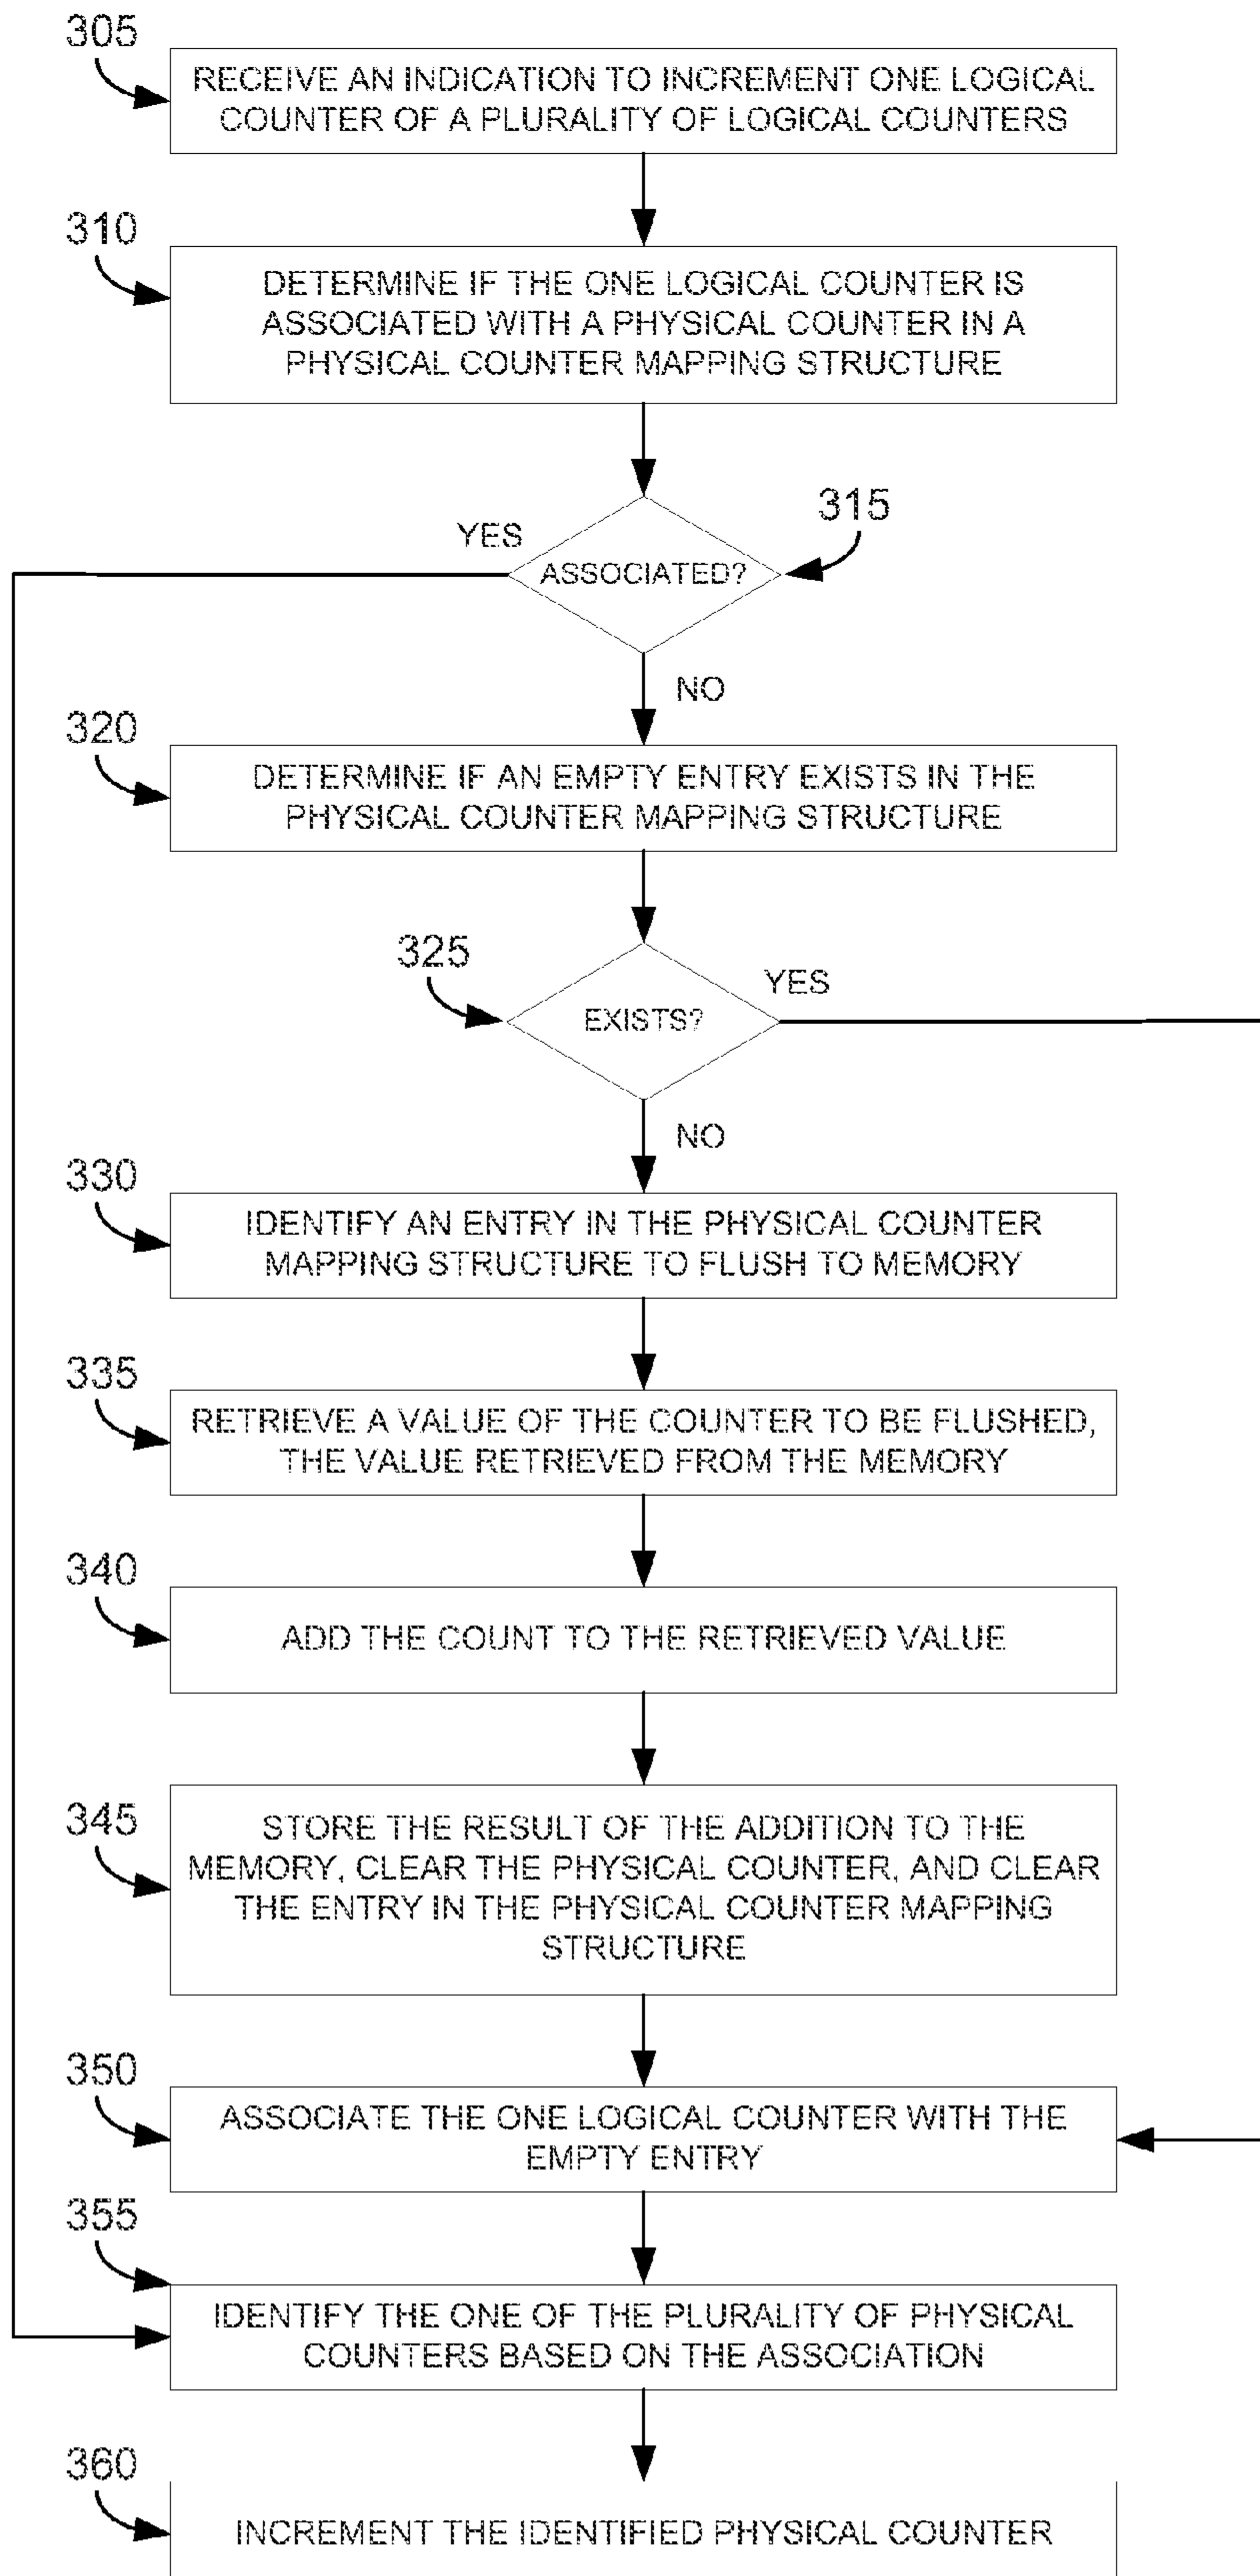 305
RECEIVE AN INDICATION TO INCREMENT ONE LOGICAL
COUNTER OF A PLURALITY OF LOGICAL COUNTERS
310
DETERMINE IF THE ONE LOGICAL COUNTER IS
ASSOCIATED WITH A PHYSICAL COUNTER IN A
PHYSICAL COUNTER MAPPING STRUCTURE
315
YES
ASSOCIATED?
NO
320
DETERMINE IF AN EMPTY ENTRY EXISTS IN THE
PHYSICAL COUNTER MAPPING STRUCTURE
325
YES
EXISTS?
NO
330
IDENTIFY AN ENTRY IN THE PHYSICAL COUNTER
MAPPING STRUCTURE TO FLUSH TO MEMORY
335
RETRIEVE A VALUE OF THE COUNTER TO BE FLUSHED,
THE VALUE RETRIEVED FROM THE MEMORY
340
ADD THE COUNT TO THE RETRIEVED VALUE
345
STORE THE RESULT OF THE ADDITION TO THE
MEMORY, CLEAR THE PHYSICAL COUNTER, AND CLEAR
THE ENTRY IN THE PHYSICAL COUNTER MAPPING
STRUCTURE
350
ASSOCIATE THE ONE LOGICAL COUNTER WITH THE
EMPTY ENTRY
355
IDENTIFY THE ONE OF THE PLURALITY OF PHYSICAL
COUNTERS BASED ON THE ASSOCIATION
360
INCREMENT THE IDENTIFIED PHYSICAL COUNTER